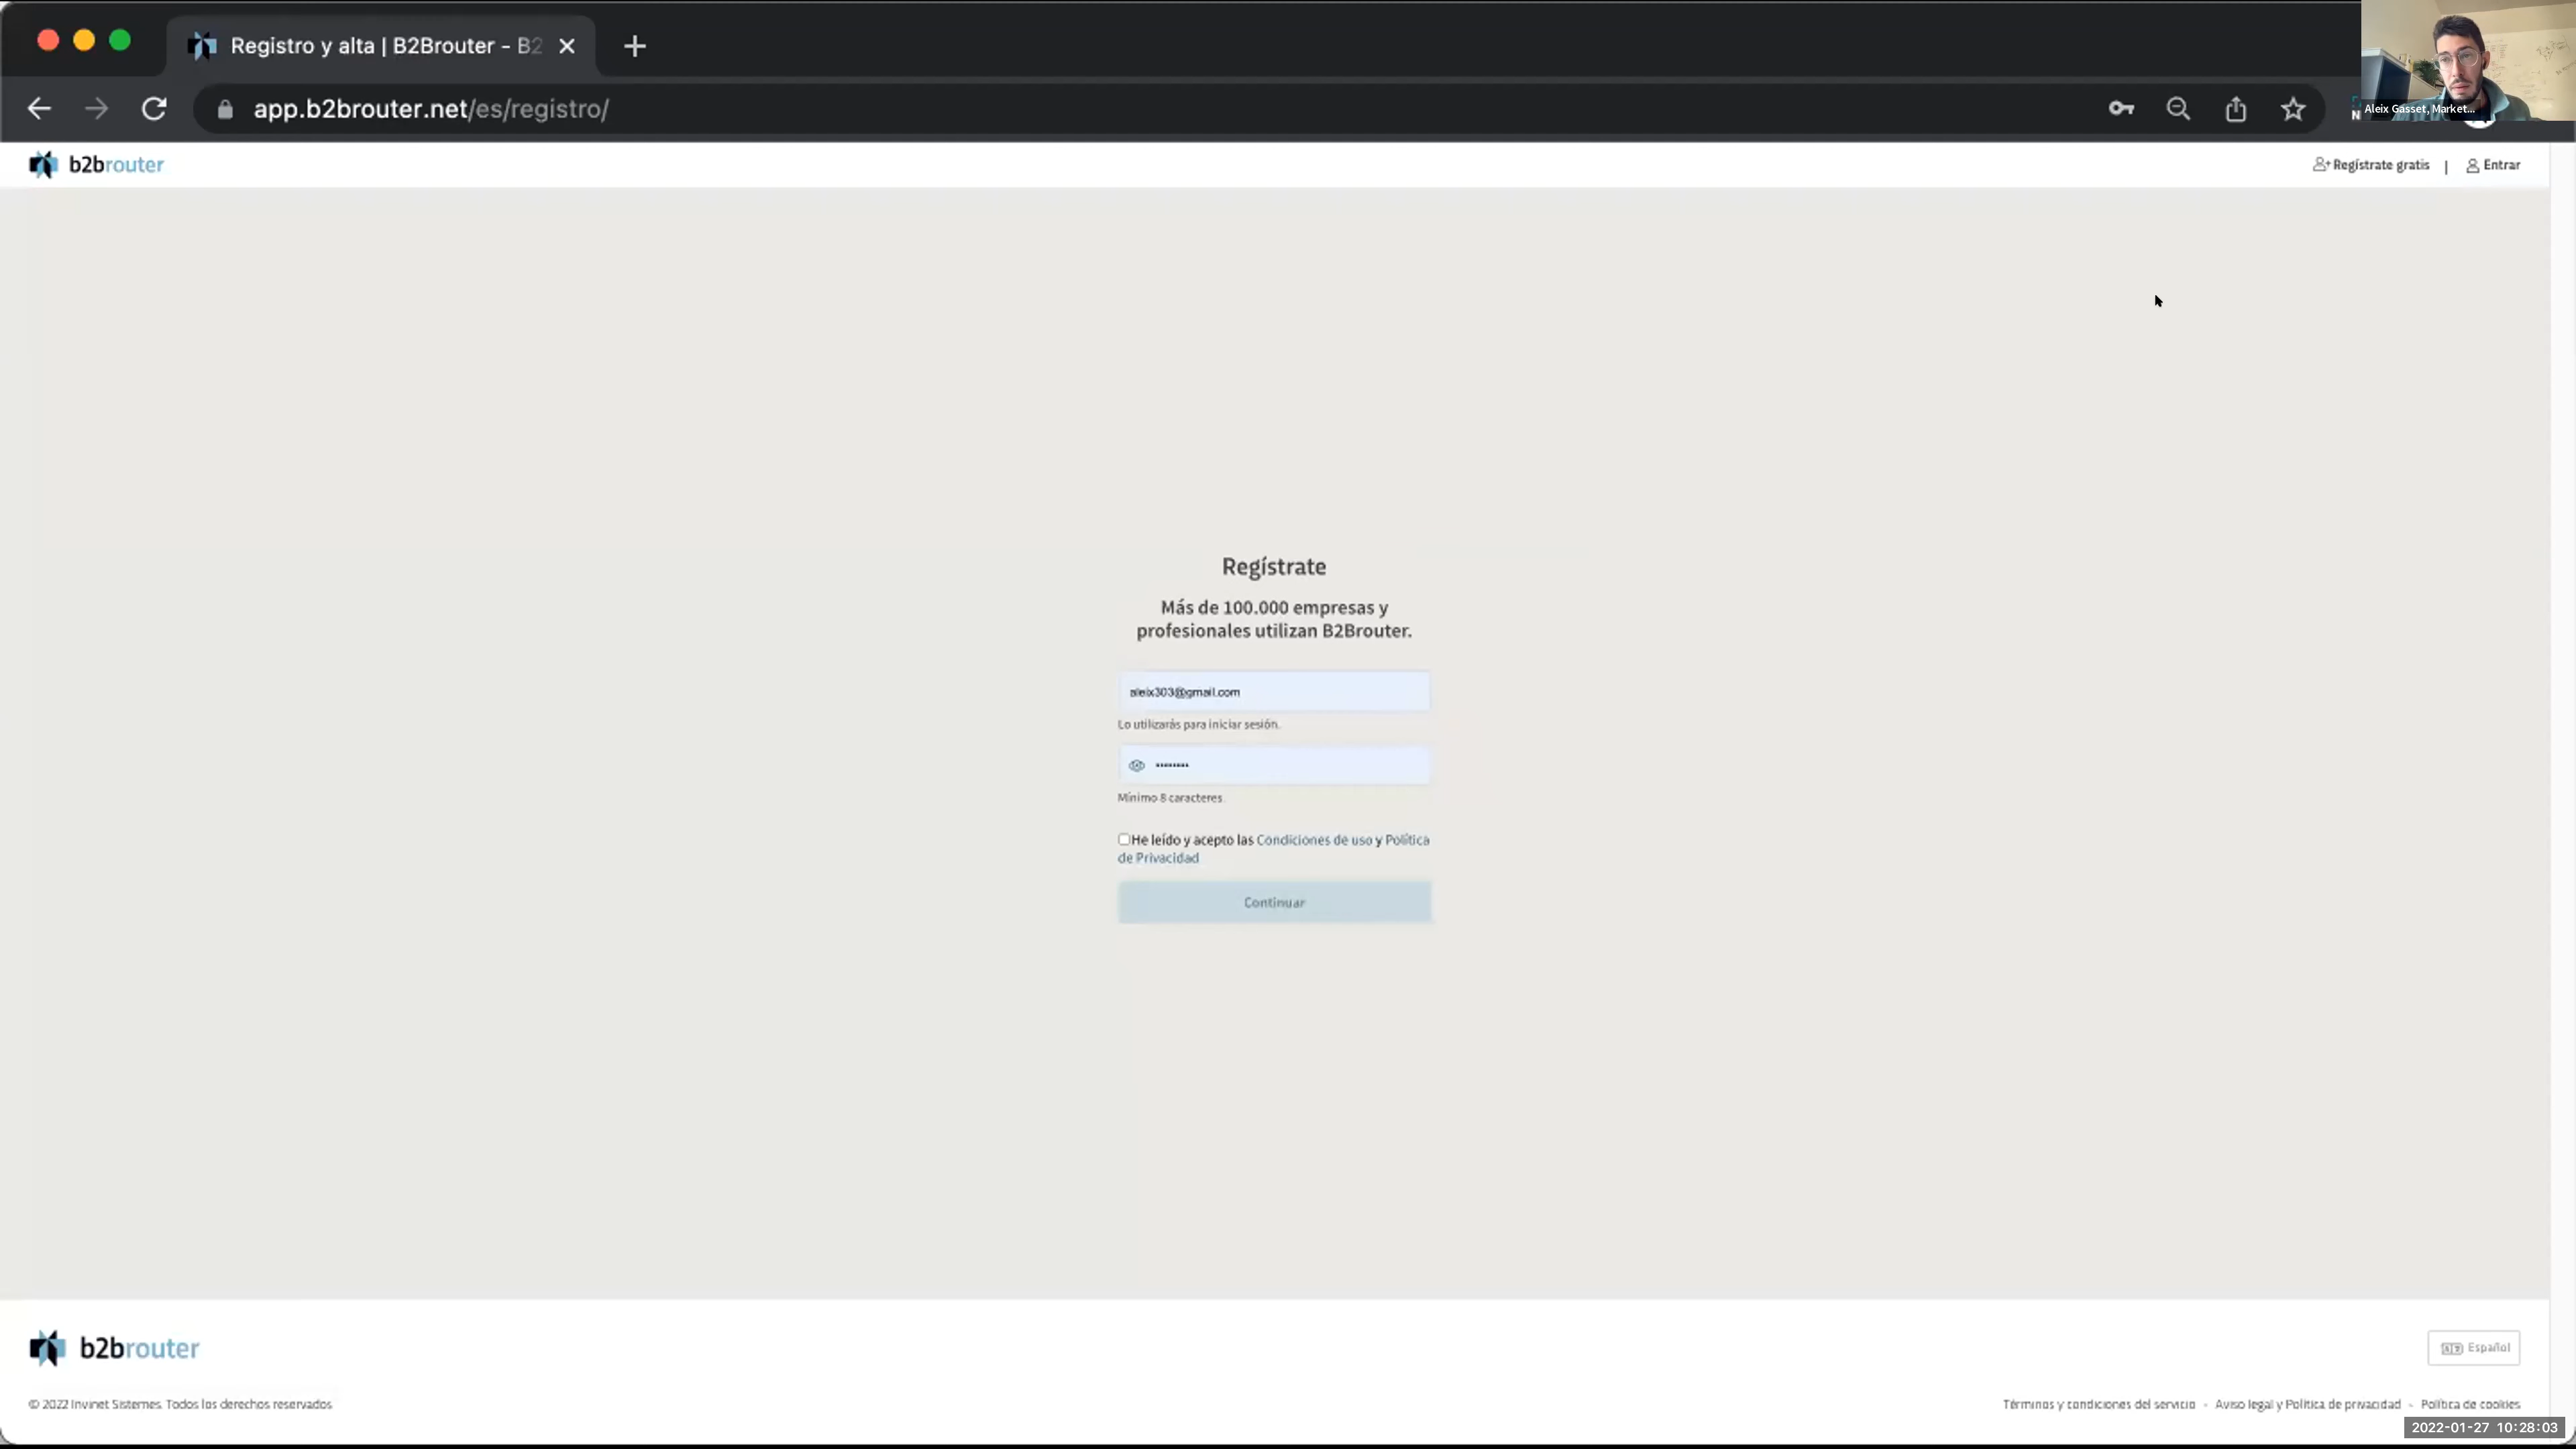 Registro y alta | B2Brouter - B2
app.b2brouter.net/es/registro/
Aleix Gasset, Market...
N
b2brouter
Regístrate gratis | Entrar
Regístrate
Más de 100.000 empresas y
profesionales utilizan B2Brouter.
aleix303@gmail.com
Lo utilizarás para iniciar sesión.
••••••••
Mínimo 8 caracteres
He leído y acepto las Condiciones de uso y Política
de Privacidad
Continuar
b2brouter
Español
© 2022 Invinet Sistemes. Todos los derechos reservados
Términos y condiciones del servicio - Aviso legal y Política de privacidad - Política de cookies
2022-01-27 10:28:03